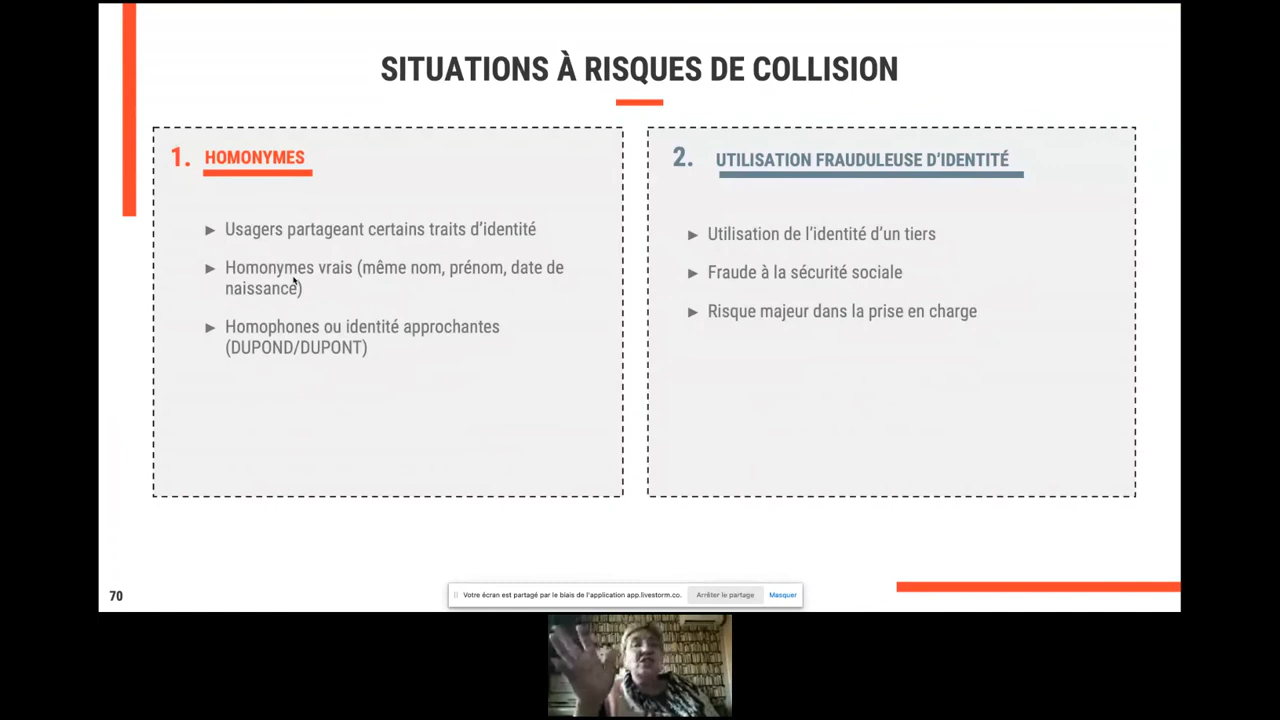 SITUATIONS À RISQUES DE COLLISION
1. HOMONYMES
► Usagers partageant certains traits d'identité
► Homonymes vrais (même nom, prénom, date de
naissance)
► Homophones ou identité approchantes
(DUPOND/DUPONT)
2. UTILISATION FRAUDULEUSE D'IDENTITÉ
► Utilisation de l'identité d'un tiers
► Fraude à la sécurité sociale
► Risque majeur dans la prise en charge
70
Votre écran est partagé par le biais de l'application app.livestorm.co. Arrêter le partage Masquer